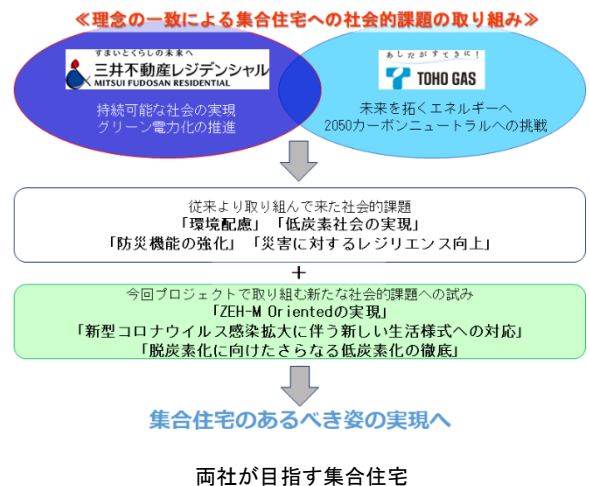 ≪理念の一致による集合住宅への社会的課題の取り組み≫
すまいとくらしの未来へ
三井不動産レジデンシャル
MITSUI FUDOSAN RESIDENTIAL
持続可能な社会の実現
グリーン電力化の推進
あしたがすてきに!
TOHO GAS
未来を拓くエネルギーへ
2050カーボンニュートラルへの挑戦
従来より取り組んで来た社会的課題
「環境配慮」「低炭素社会の実現」
「防災機能の強化」「災害に対するレジリエンス向上」
+
今回プロジェクトで取り組む新たな社会的課題への試み
「ZEH-M Orientedの実現」
「新型コロナウイルス感染拡大に伴う新しい生活様式への対応」
「脱炭素化に向けたさらなる低炭素化の徹底」
集合住宅のあるべき姿の実現へ
両社が目指す集合住宅